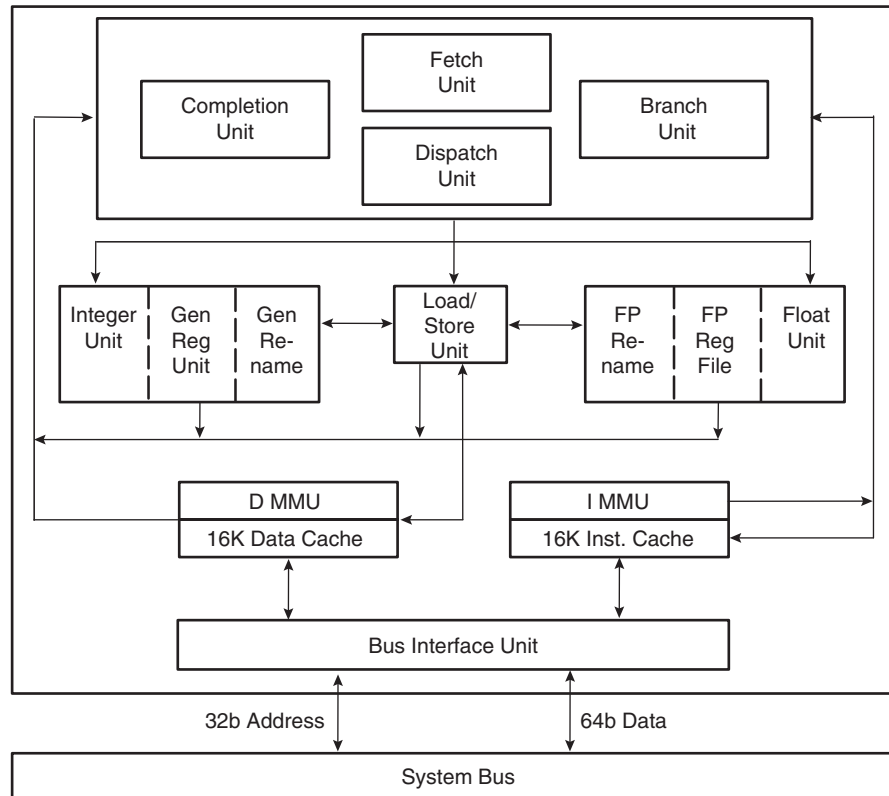 Fetch
Unit
Completion
Unit
Branch
Unit
Dispatch
Unit
Integer
Unit
Gen
Reg
Unit
Gen
Re-
name
Load/
Store
Unit
FP
Re-
name
FP
Reg
File
Float
Unit
D MMU
16K Data Cache
I MMU
16K Inst. Cache
Bus Interface Unit
32b Address
64b Data
System Bus